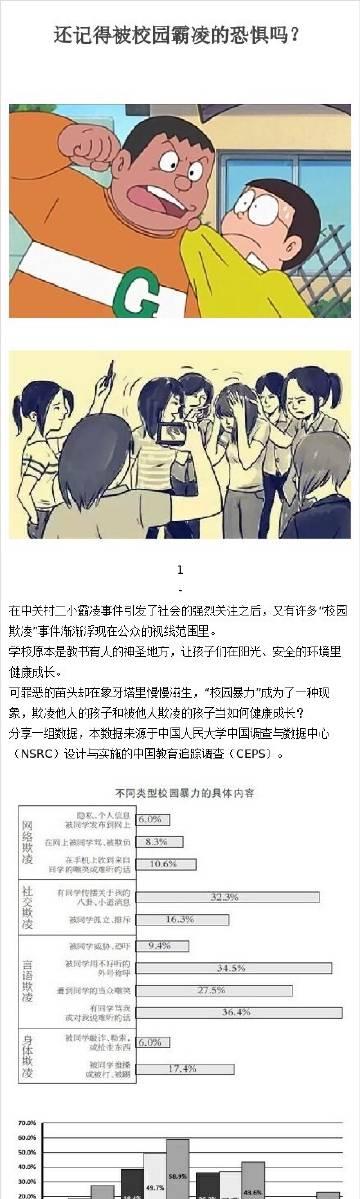 还记得被校园霸凌的恐惧吗?
G
1
-
在中关村二小霸凌事件引发了社会的强烈关注之后，又有许多“校园
欺凌”事件渐渐浮现在公众的视线范围里。
学校原本是教书育人的神圣地方，让孩子们在阳光、安全的环境里
健康成长。
可罪恶的苗头却在象牙塔里慢慢滋生，“校园暴力”成为了一种现
象，欺凌他人的孩子和被他人欺凌的孩子当如何健康成长？
分享一组数据，本数据来源于中国人民大学中国调查与数据中心
（NSRC）设计与实施的中国教育追踪调查（CEPS）。
不同类型校园暴力的具体内容
网络欺凌
隐私、个人信息
被同学发布到网上
6.0%
在网上被同学骂、被欺负
8.3%
在手机上收到来自
同学的嘲笑或难听的话
10.6%
社交欺凌
有同学传播关于我的
八卦、小道消息
32.3%
被同学孤立、排斥
16.3%
言语欺凌
被同学威胁、恐吓
9.4%
被同学用不好听的
外号称呼
34.5%
遭到同学的当众嘲笑
27.5%
有同学骂我
或对我说难听的话
36.4%
身体欺凌
被同学敲诈、勒索，
或抢走东西
6.0%
被同学推搡
或被打、被踢
17.4%
70.0%
60.0%
50.0%
40.0%
30.0%
20.0%
49.7%
58.9%
43.6%